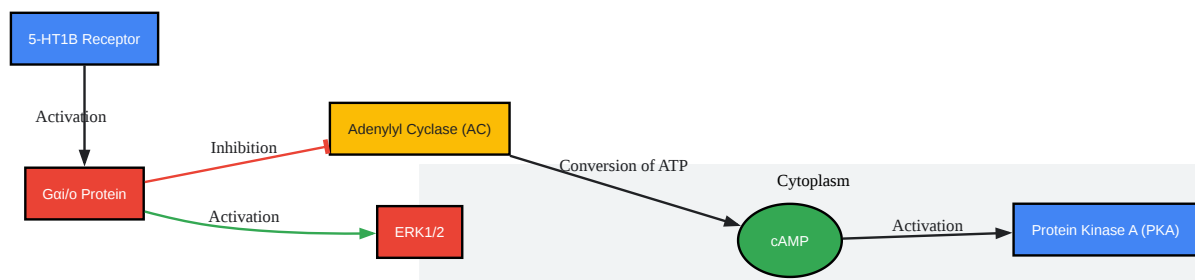 5-HT1B Receptor
Activation
Gαi/o Protein
Inhibition
Activation
Adenylyl Cyclase (AC)
ERK1/2
Conversion of ATP
Cytoplasm
cAMP
Activation
Protein Kinase A (PKA)